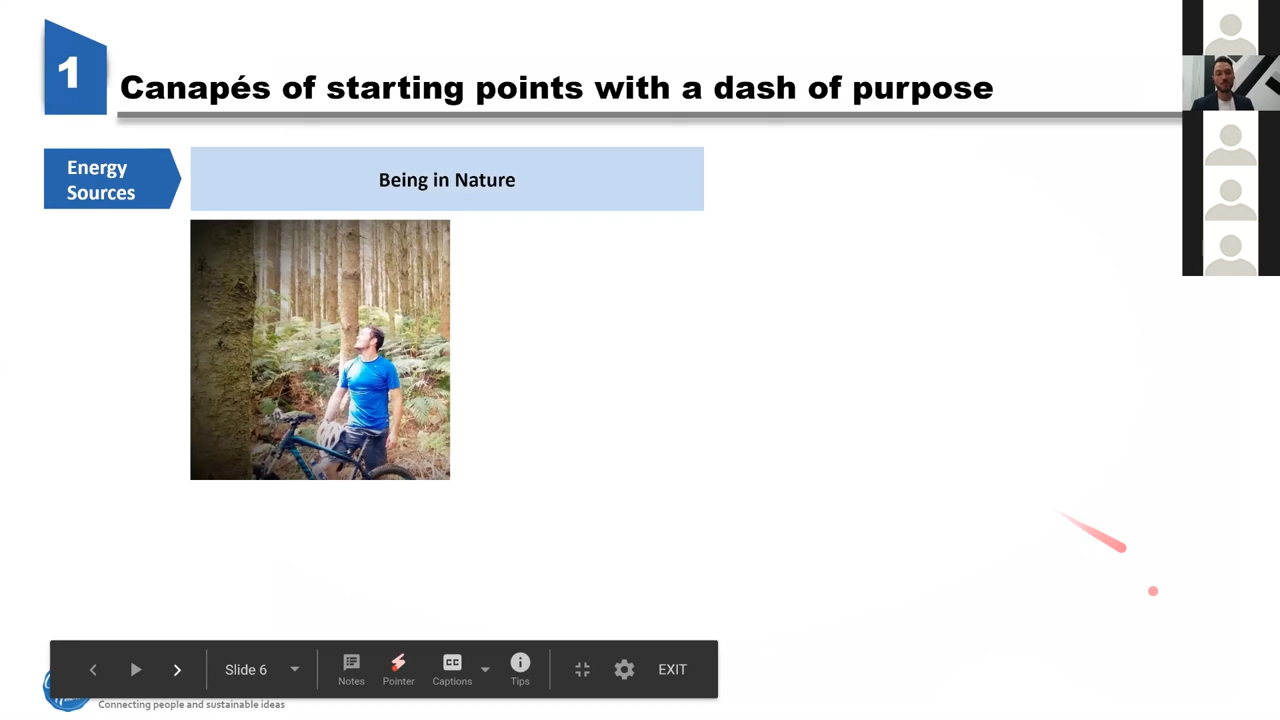 1
Canapés of starting points with a dash of purpose
Energy
Sources
Being in Nature
Slide 6
Notes
Pointer
CC
Captions
Tips
EXIT
Connecting people and sustainable ideas